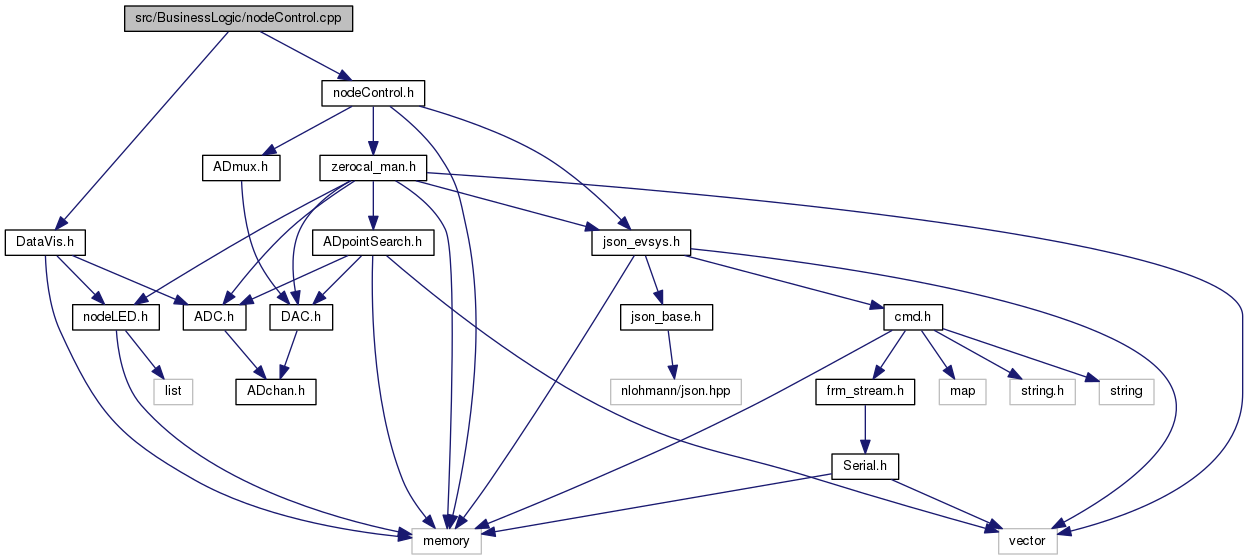 src/BusinessLogic/nodeControl.cpp
nodeControl.h
ADmux.h
zerocal_man.h
DataVis.h
ADpointSearch.h
json_evsys.h
nodeLED.h
ADC.h
DAC.h
json_base.h
cmd.h
list
ADchan.h
nlohmann/json.hpp
frm_stream.h
map
string.h
string
Serial.h
memory
vector